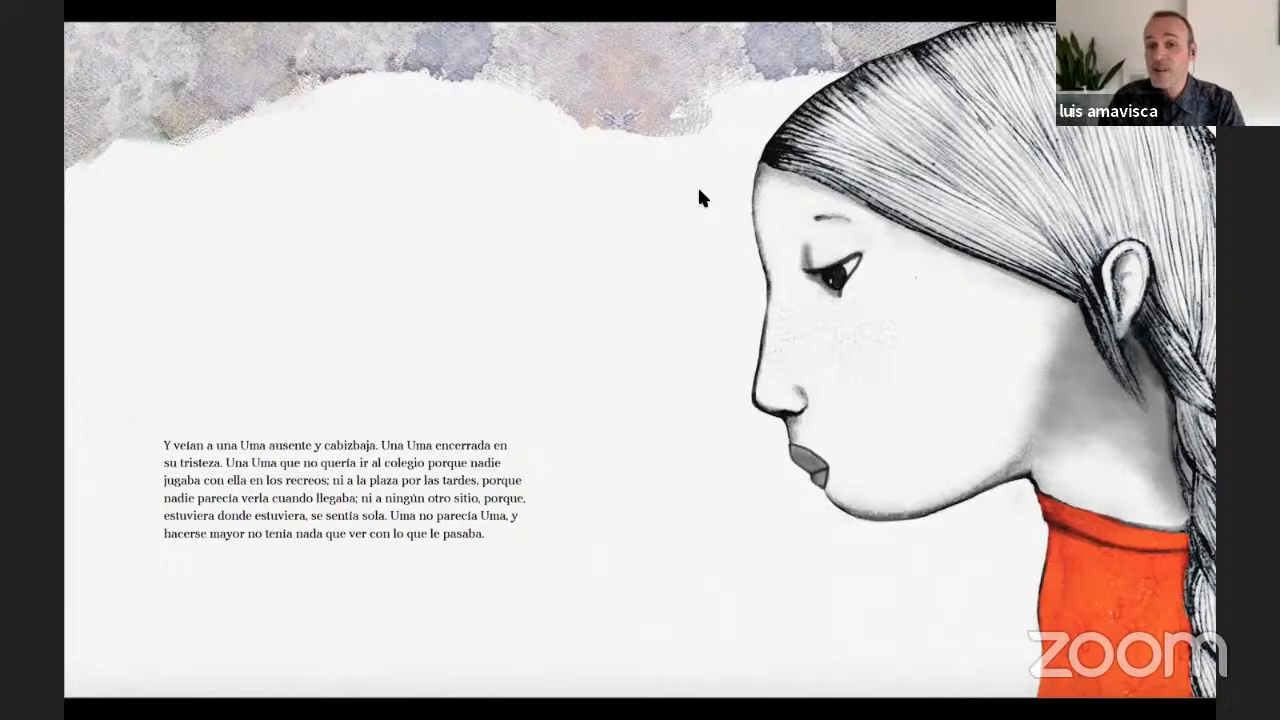 luis amavisca
Y veían a una Uma ausente y cabizbaja. Una Uma encerrada en
su tristeza. Una Uma que no quería ir al colegio porque nadie
jugaba con ella en los recreos; ni a la plaza por las tardes, porque
nadie parecía verla cuando llegaba; ni a ningún otro sitio, porque,
estuviera donde estuviera, se sentía sola. Uma no parecía Uma, y
hacerse mayor no tenía nada que ver con lo que le pasaba.
zoom